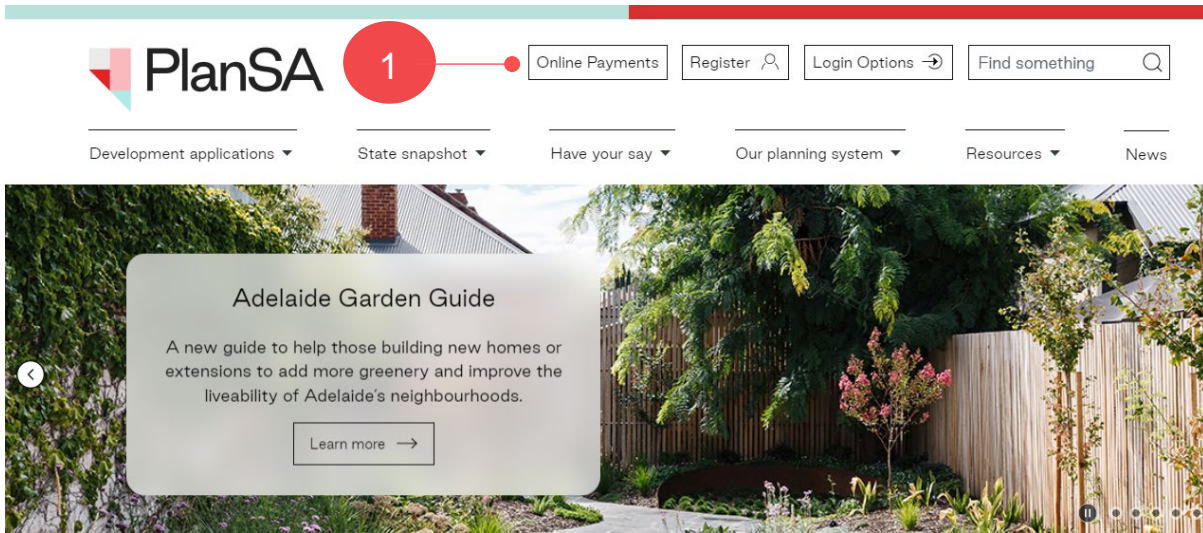 PlanSA
1
Online Payments
Register
Login Options
Find something
Development applications
State snapshot
Have your say
Our planning system
Resources
News
Adelaide Garden Guide
A new guide to help those building new homes or
extensions to add more greenery and improve the
liveability of Adelaide's neighbourhoods.
Learn more